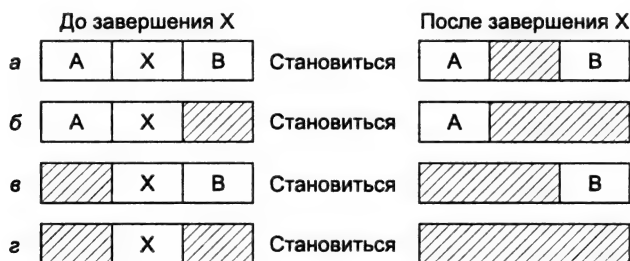 До завершения X После завершения X
а A X B Становиться A B
б A X Становиться A
в X B Становиться B
г X Становиться